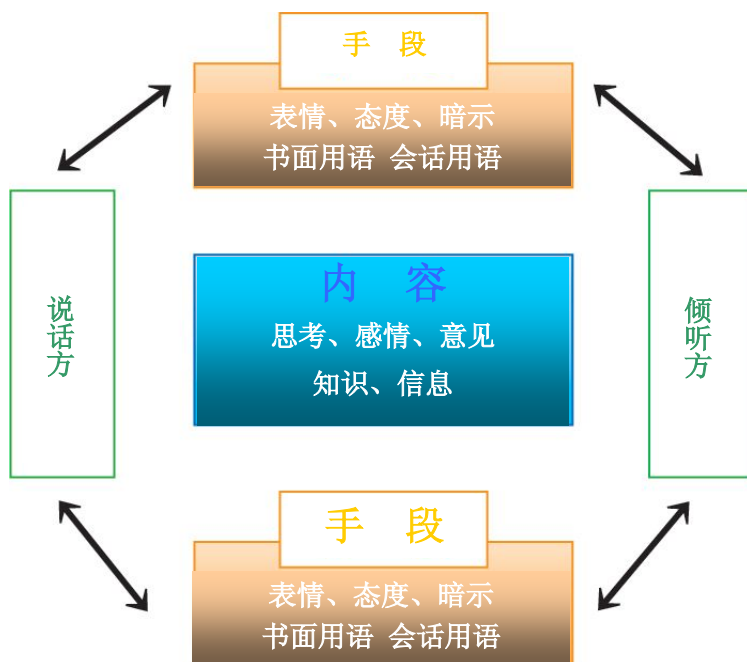 手 段
表情、态度、暗示
书面用语 会话用语
说话方
内 容
思考、感情、意见
知识、信息
倾听方
手 段
表情、态度、暗示
书面用语 会话用语